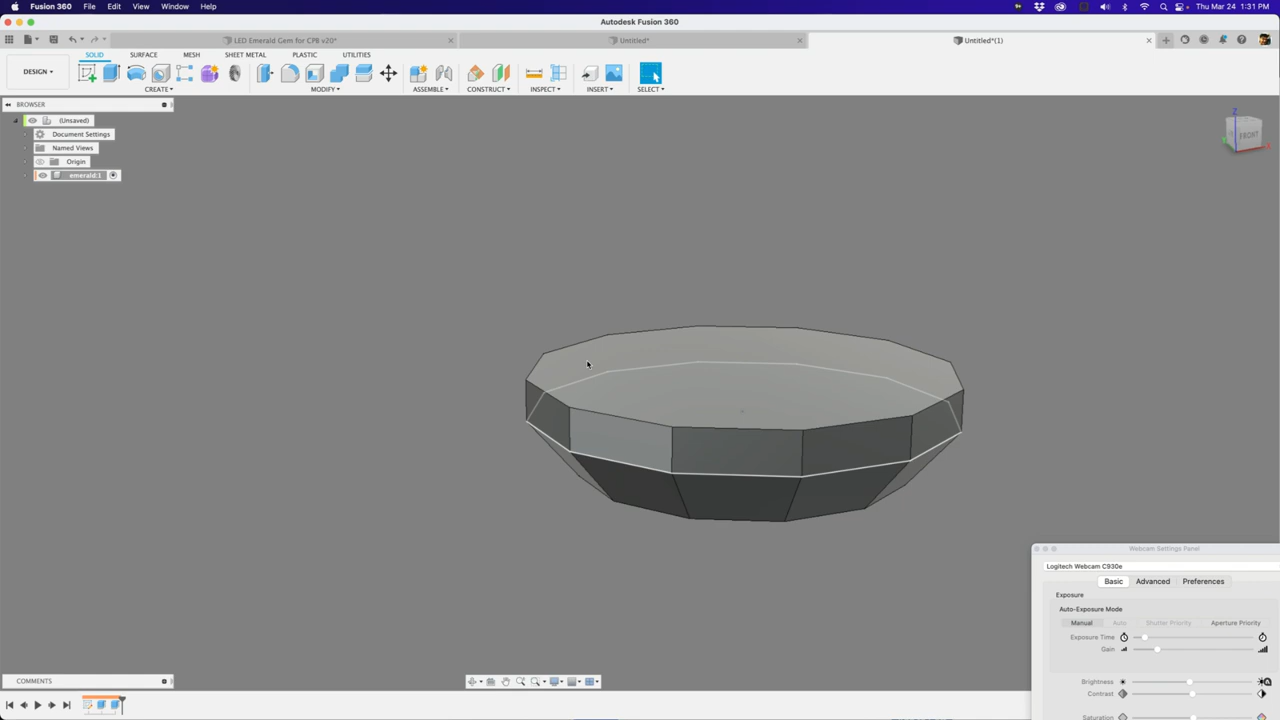 Fusion 360 File Edit View Window Help Thu Mar 24 1:31 PM
Autodesk Fusion 360
LED Emerald Gem for CPB v20* Untitled* Untitled*(1)
SOLID SURFACE MESH SHEET METAL PLASTIC UTILITIES
DESIGN
CREATE MODIFY ASSEMBLE CONSTRUCT INSPECT INSERT SELECT
BROWSER
(Unsaved)
Document Settings
Named Views
Origin
emerald:1
Z
FRONT
X
Webcam Settings Panel
Logitech Webcam C930e
Basic Advanced Preferences
Exposure
Auto-Exposure Mode
Manual Auto Shutter Priority Aperture Priority
Exposure Time
Gain
Brightness
Contrast
Saturation
COMMENTS